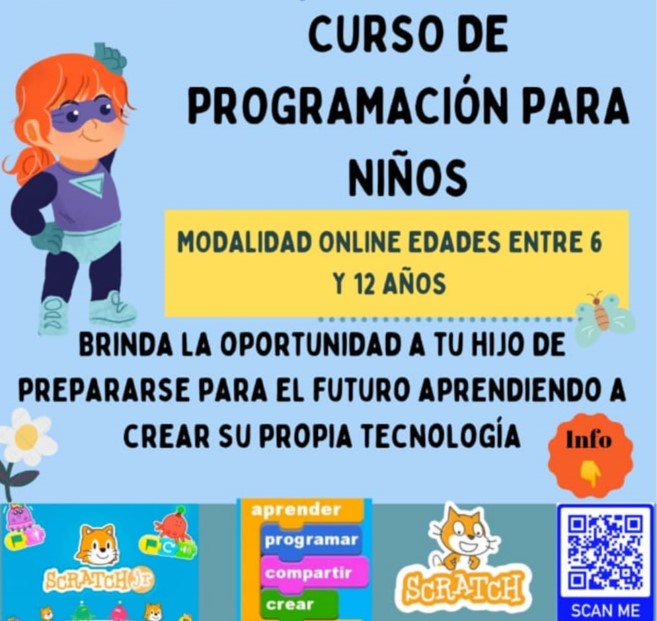 CURSO DE
PROGRAMACIÓN PARA
NIÑOS
MODALIDAD ONLINE EDADES ENTRE 6
Y 12 AÑOS
BRINDA LA OPORTUNIDAD A TU HIJO DE
PREPARARSE PARA EL FUTURO APRENDIENDO A
CREAR SU PROPIA TECNOLOGÍA
Info
SCRATCH Jr
aprender
programar
compartir
crear
SCRATCH
SCAN ME